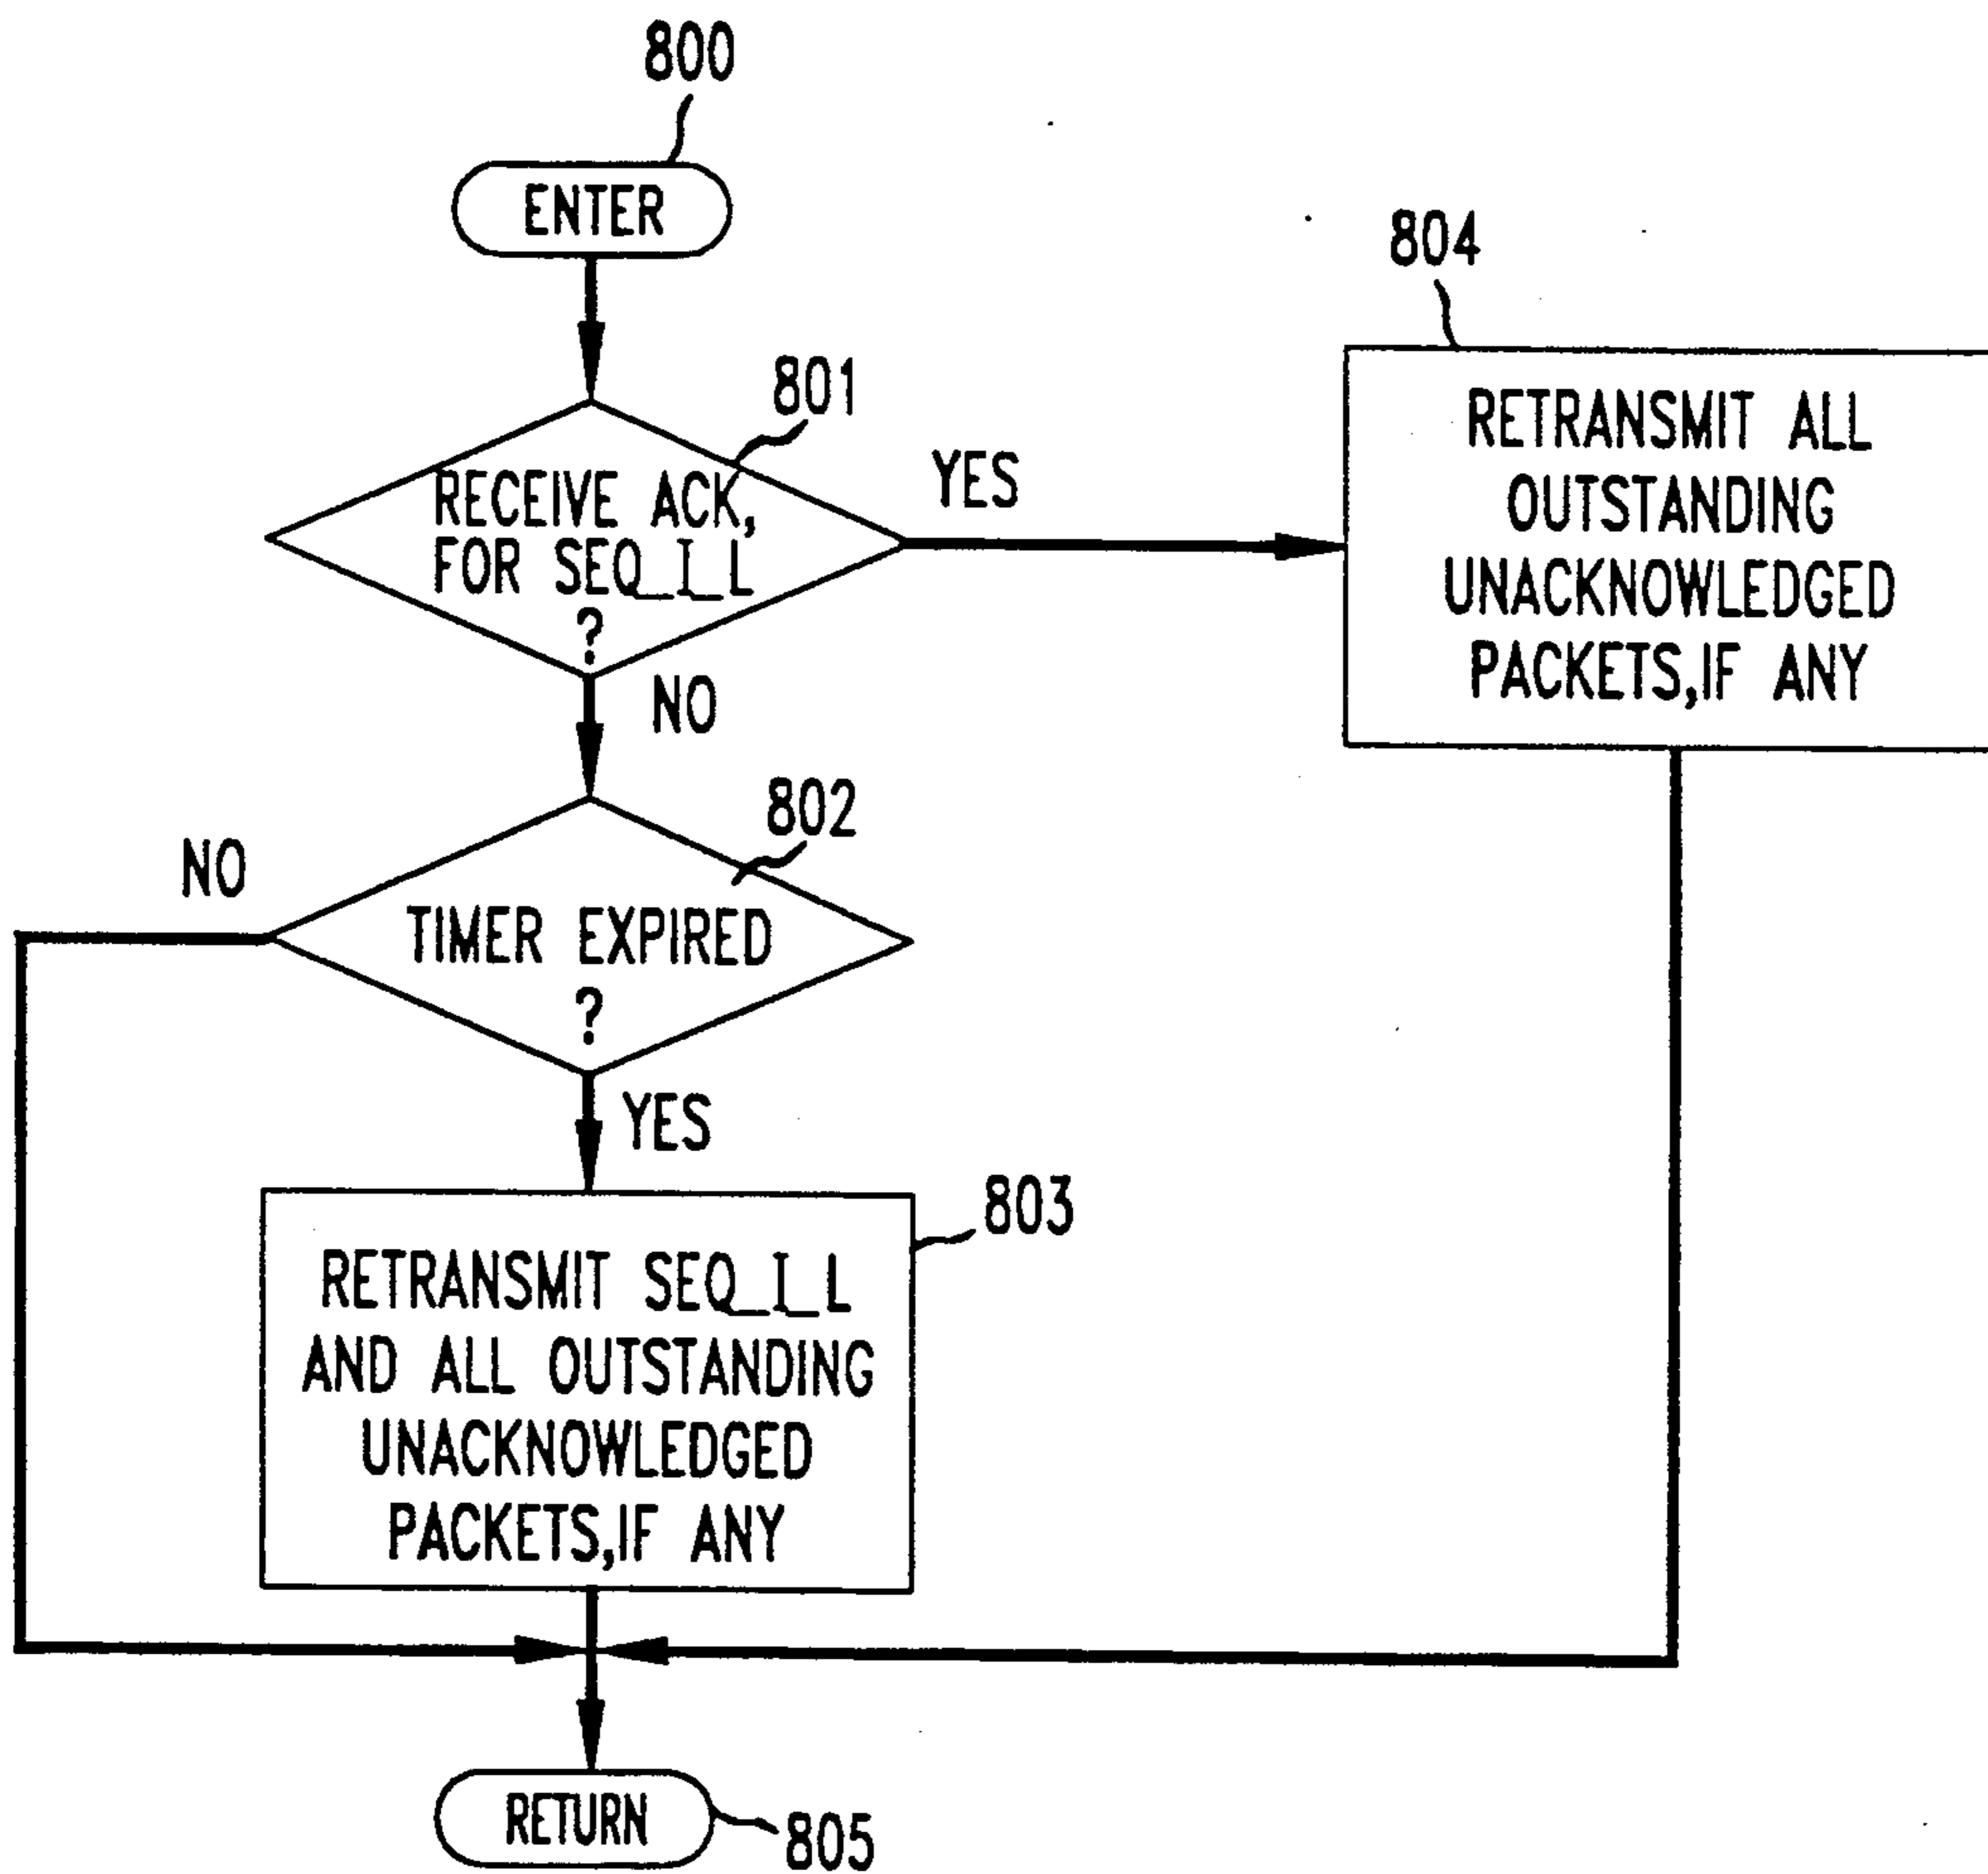 800
ENTER
801
RECEIVE ACK,
FOR SEQ_I_L
?
YES
804
RETRANSMIT ALL
OUTSTANDING
UNACKNOWLEDGED
PACKETS,IF ANY
NO
802
NO
TIMER EXPIRED
?
YES
803
RETRANSMIT SEQ_I_L
AND ALL OUTSTANDING
UNACKNOWLEDGED
PACKETS,IF ANY
RETURN
805